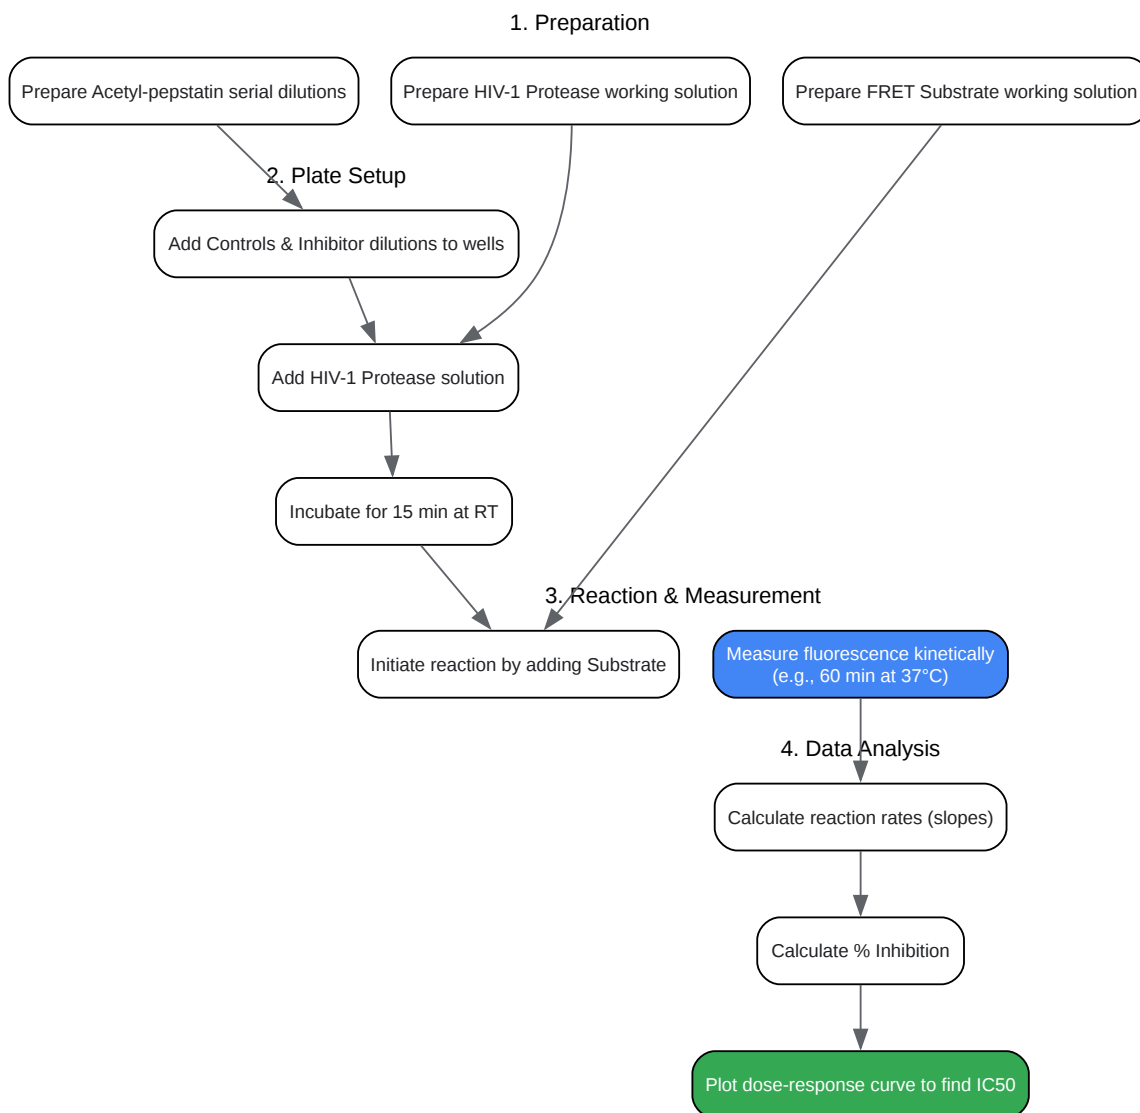 1. Preparation
Prepare Acetyl-pepstatin serial dilutions
Prepare HIV-1 Protease working solution
Prepare FRET Substrate working solution
2. Plate Setup
Add Controls & Inhibitor dilutions to wells
Add HIV-1 Protease solution
Incubate for 15 min at RT
3. Reaction & Measurement
Initiate reaction by adding Substrate
Measure fluorescence kinetically
(e.g., 60 min at 37°C)
4. Data Analysis
Calculate reaction rates (slopes)
Calculate % Inhibition
Plot dose-response curve to find IC50